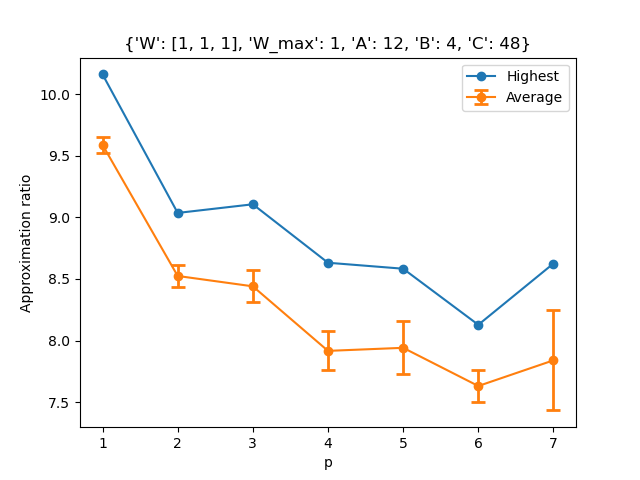 {'W': [1, 1, 1], 'W_max': 1, 'A': 12, 'B': 4, 'C': 48}
Highest
Average
Approximation ratio
10.0
9.5
9.0
8.5
8.0
7.5
1 2 3 4 5 6 7
p